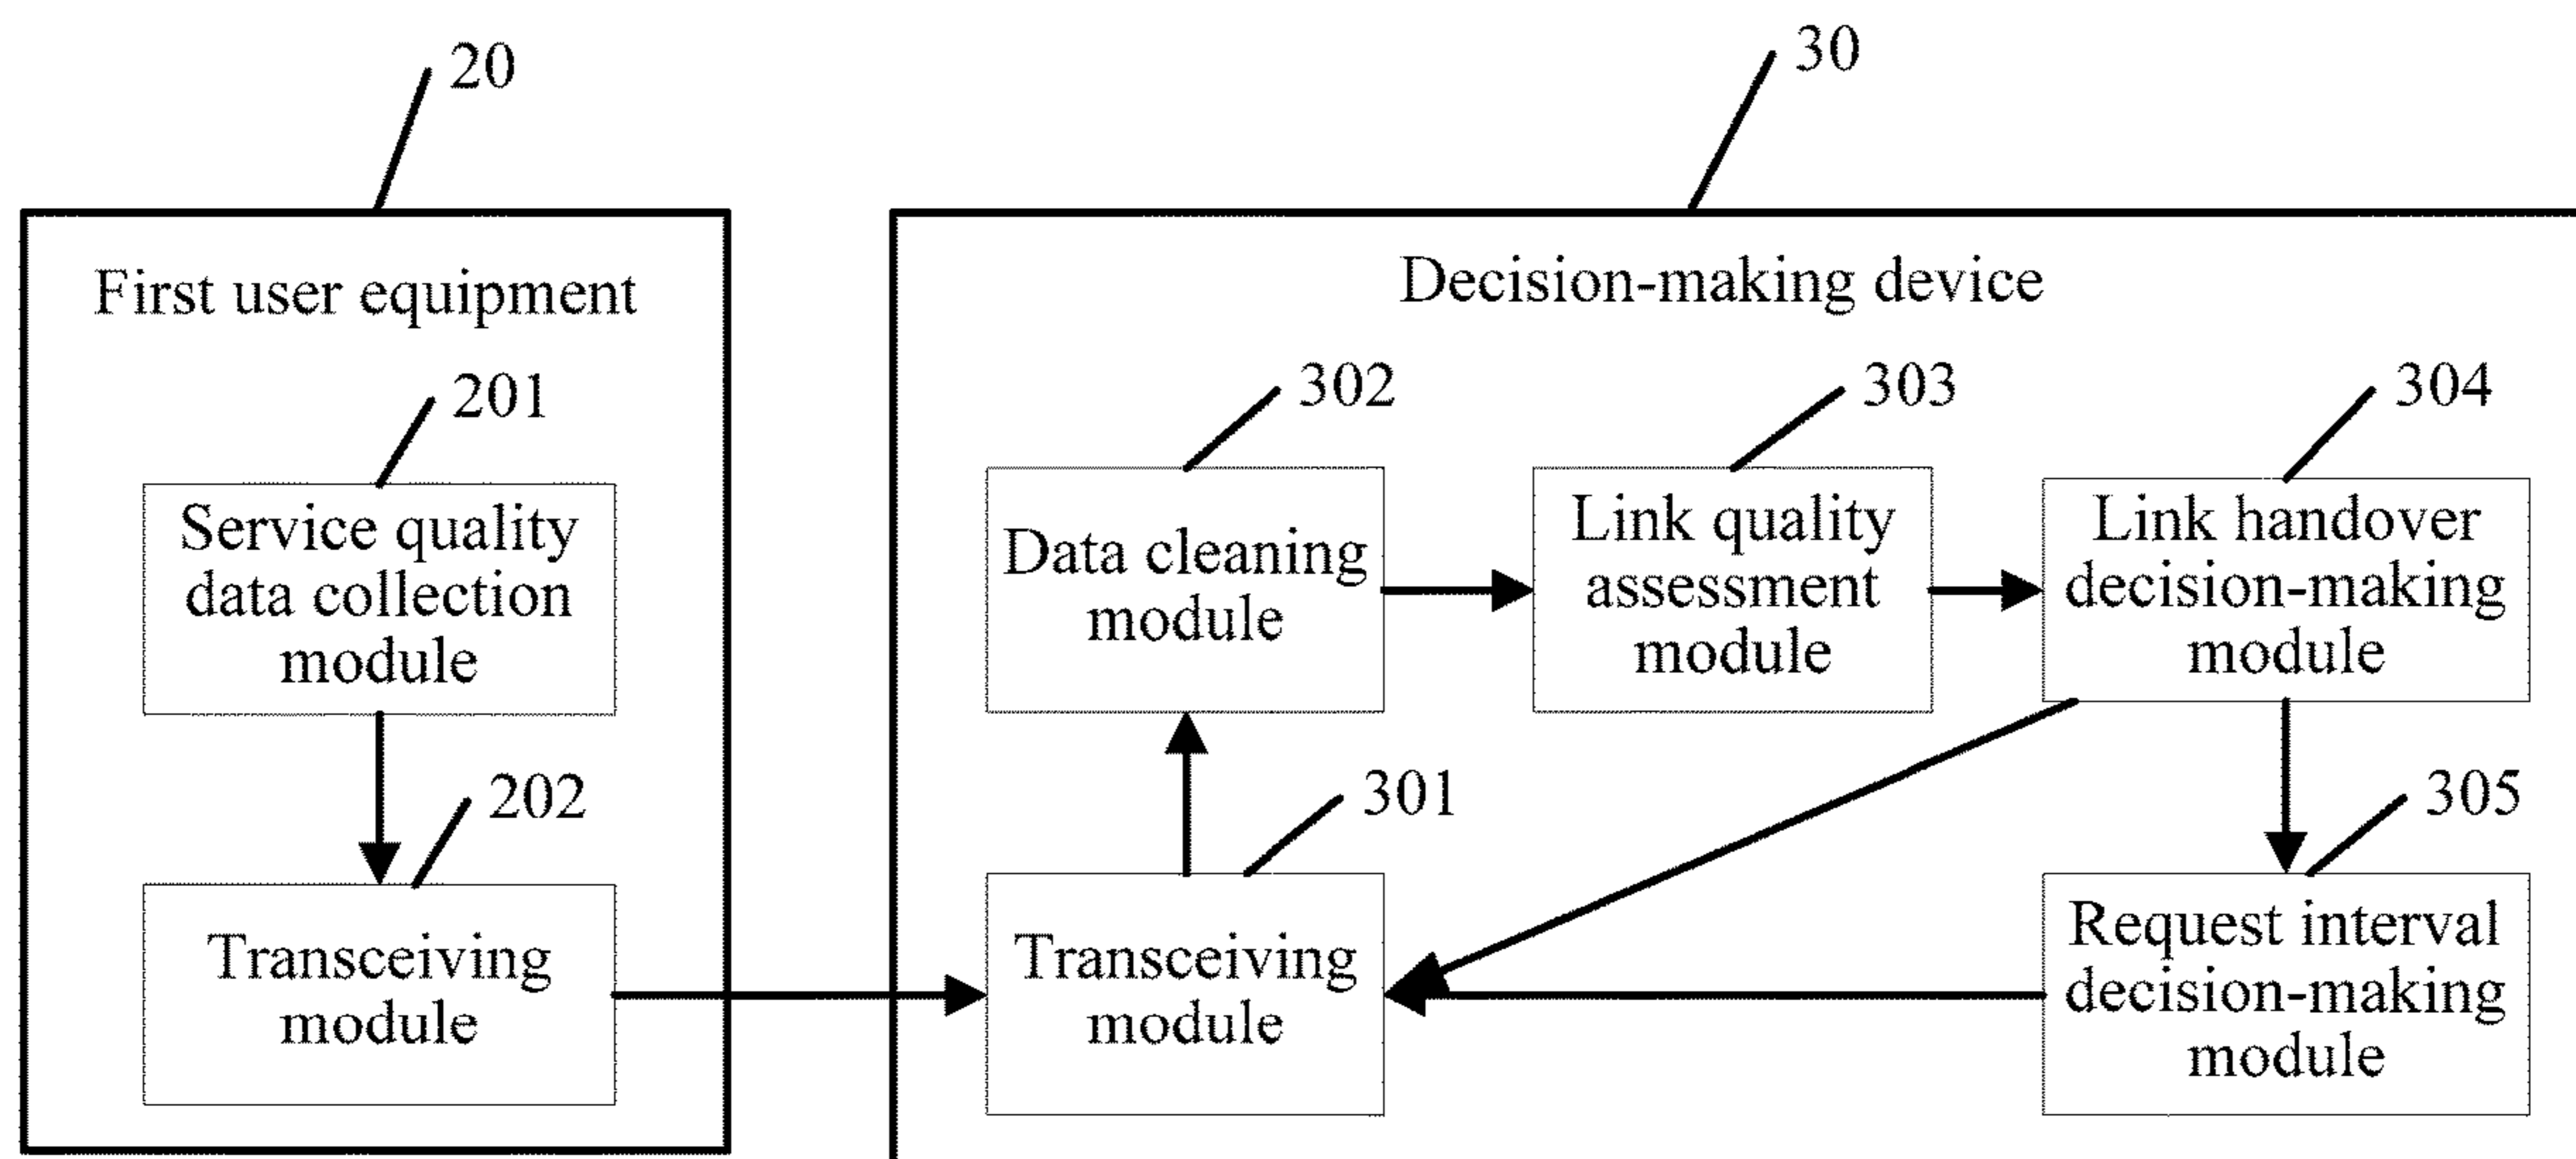 20
30
First user equipment
Decision-making device
201
302
303
304
Service quality
data collection
module
Data cleaning
module
Link quality
assessment
module
Link handover
decision-making
module
202
301
305
Transceiving
module
Transceiving
module
Request interval
decision-making
module